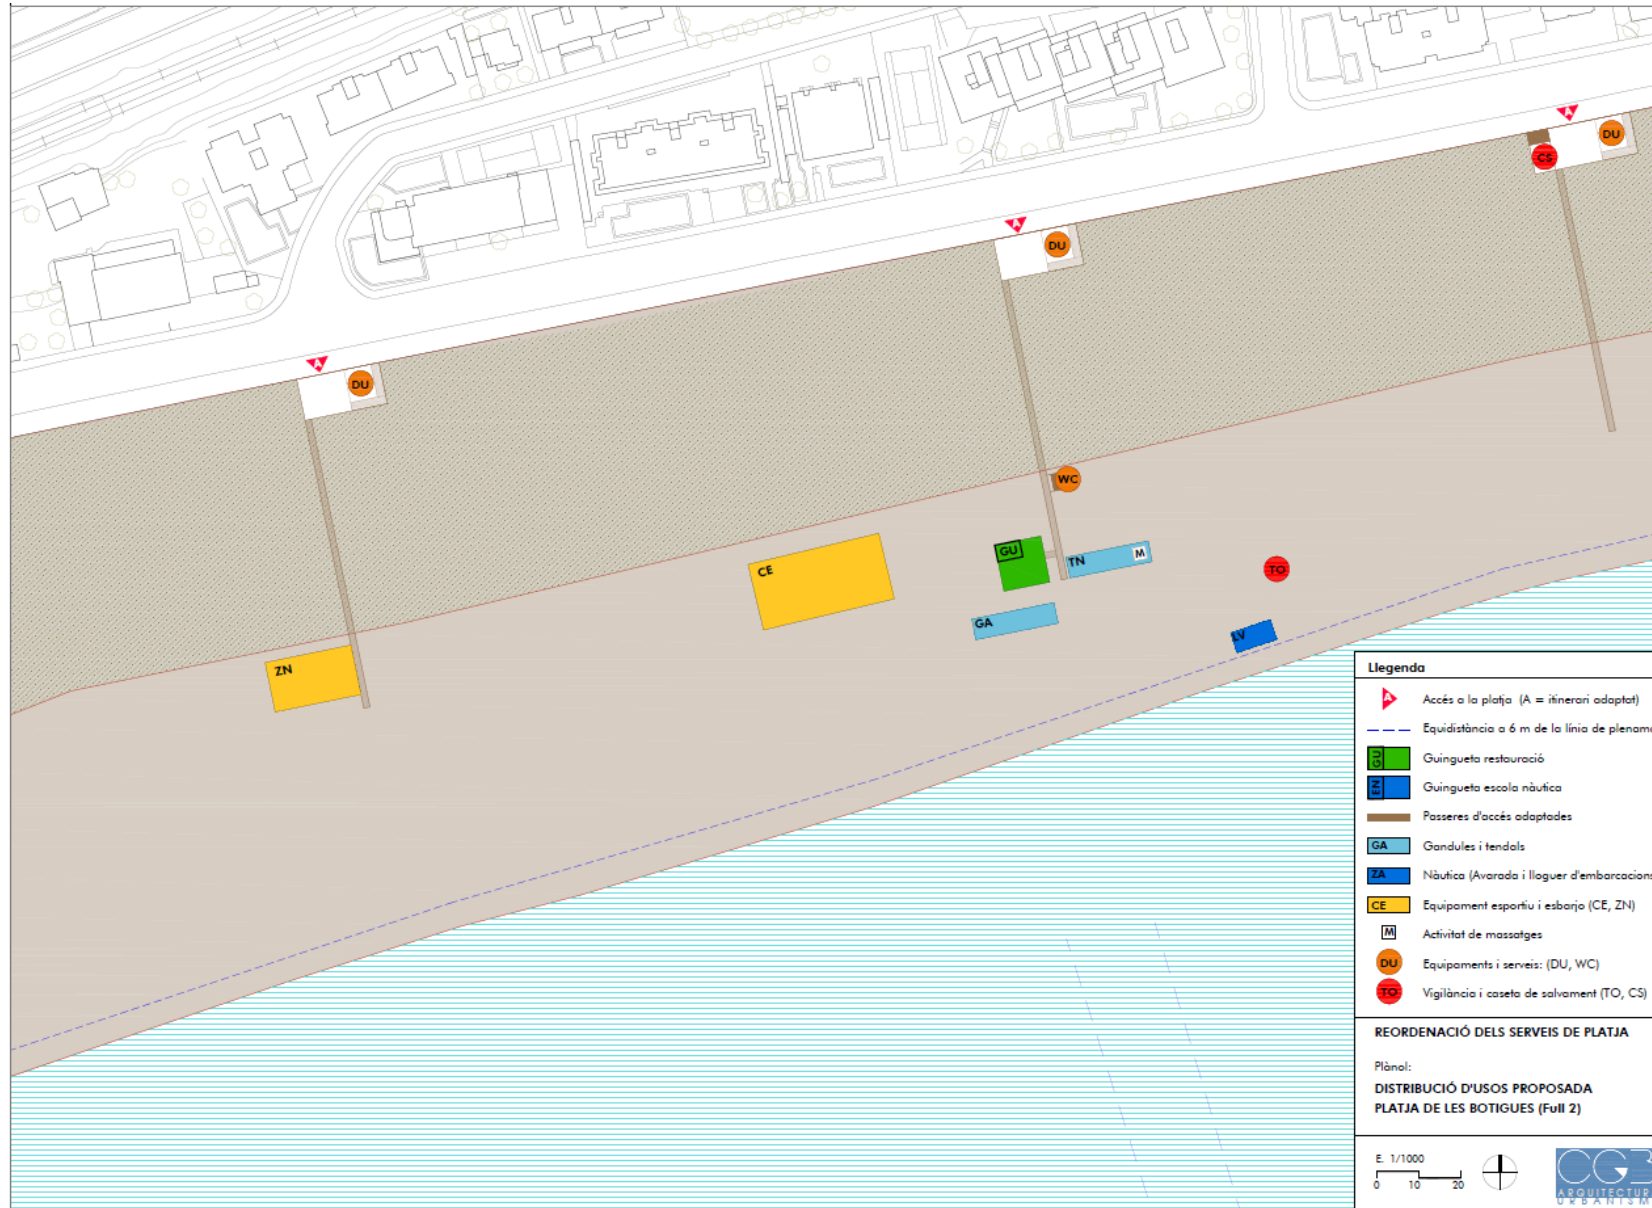 A
DU
CS
A
DU
A
DU
WC
GU
TN
M
CE
TO
GA
LV
ZN
Llegenda
A Accés a la platja (A = itinerari adaptat)
Equidistància a 6 m de la línia de
GU Guingueta restauració
EN Guingueta escola nàutica
Passeres d'accés adaptades
GA Gandules i tendals
ZA Nàutica (Avarada i lloguer d'embarcacions
CE Equipament esportiu i esbarjo (CE, ZN)
M Activitat de massatges
DU Equipaments i serveis: (DU, WC)
TO Vigilància i caseta de salvament (TO, CS)
REORDENACIÓ DELS SERVEIS DE PLATJA
Plànol:
DISTRIBUCIÓ D'USOS PROPOSADA
PLATJA DE LES BOTIGUES (Full 2)
E. 1/1000
0 10 20
CGB